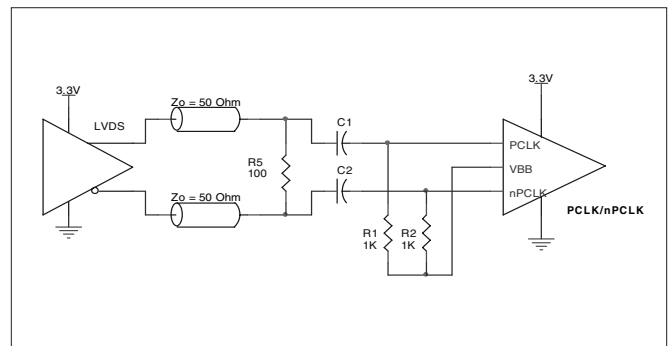 3.3V
3.3V
LVDS
Zo = 50 Ohm
C1
PCLK
R5
100
VBB
C2
nPCLK
Zo = 50 Ohm
PCLK/nPCLK
R1
1K
R2
1K